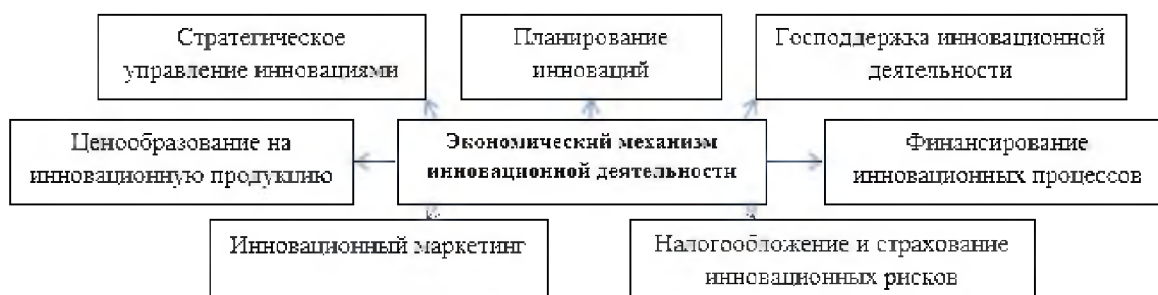 Стратегическое
управление инновациями
Планирование
инноваций
Господдержка инновационной
деятельности
Ценообразование на
инновационную продукцию
Экономический механизм
инновационной деятельности
Финансирование
инновационных процессов
Инновационный маркетинг
Налогообложение и страхование
инновационных рисков